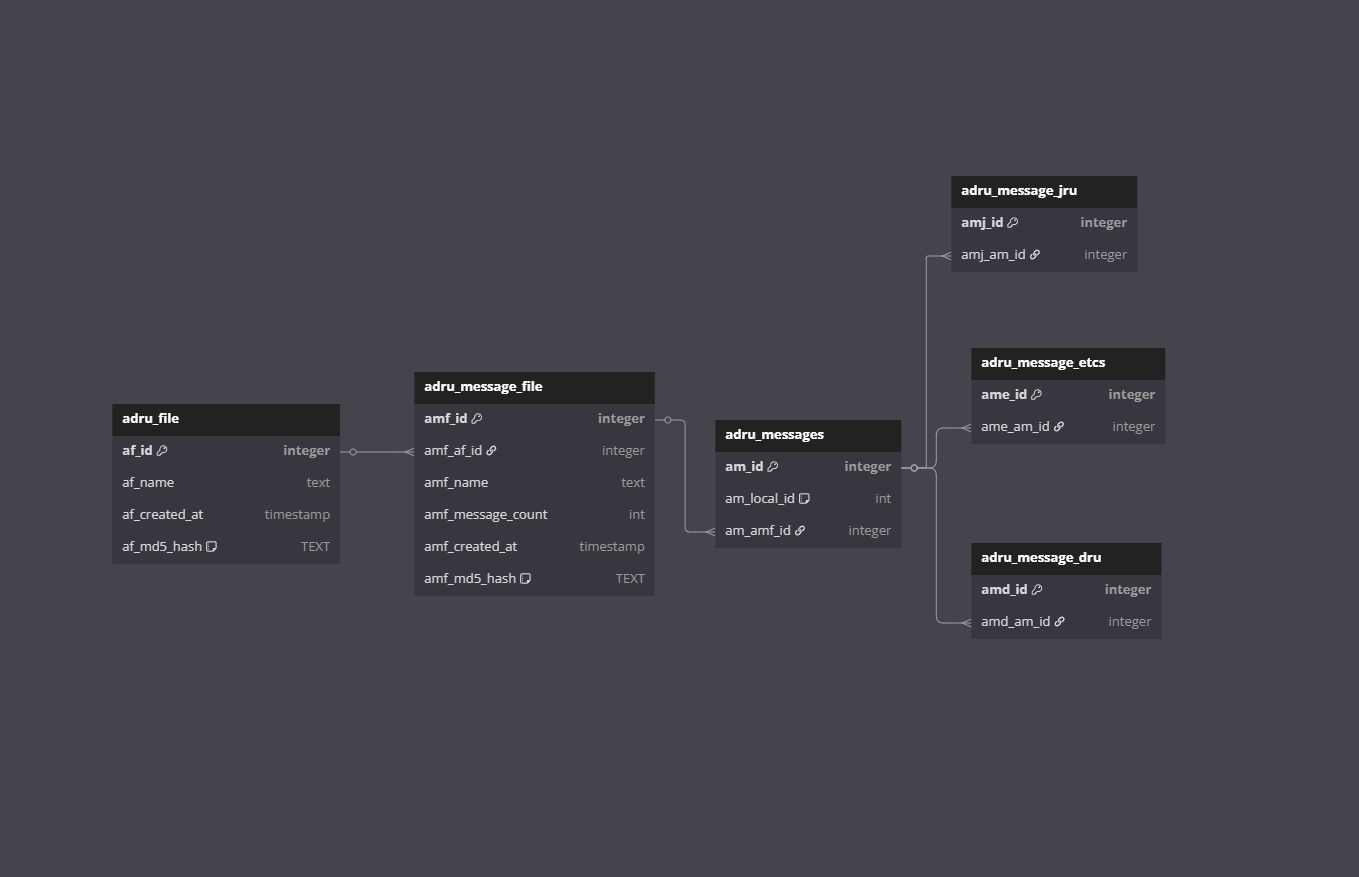 adru_file
af_id integer
af_name text
af_created_at timestamp
af_md5_hash TEXT
adru_message_file
amf_id integer
amf_af_id integer
amf_name text
amf_message_count int
amf_created_at timestamp
amf_md5_hash TEXT
adru_messages
am_id integer
am_local_id int
am_amf_id integer
adru_message_jru
amj_id integer
amj_am_id integer
adru_message_etcs
ame_id integer
ame_am_id integer
adru_message_dru
amd_id integer
amd_am_id integer